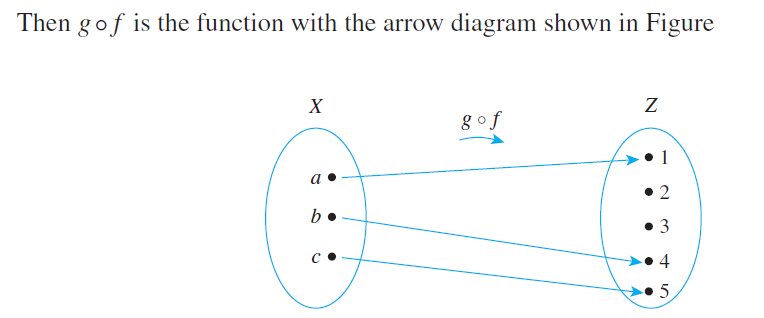 Then g ∘ f is the function with the arrow diagram shown in Figure
X
g ∘ f
Z
a
b
c
1
2
3
4
5